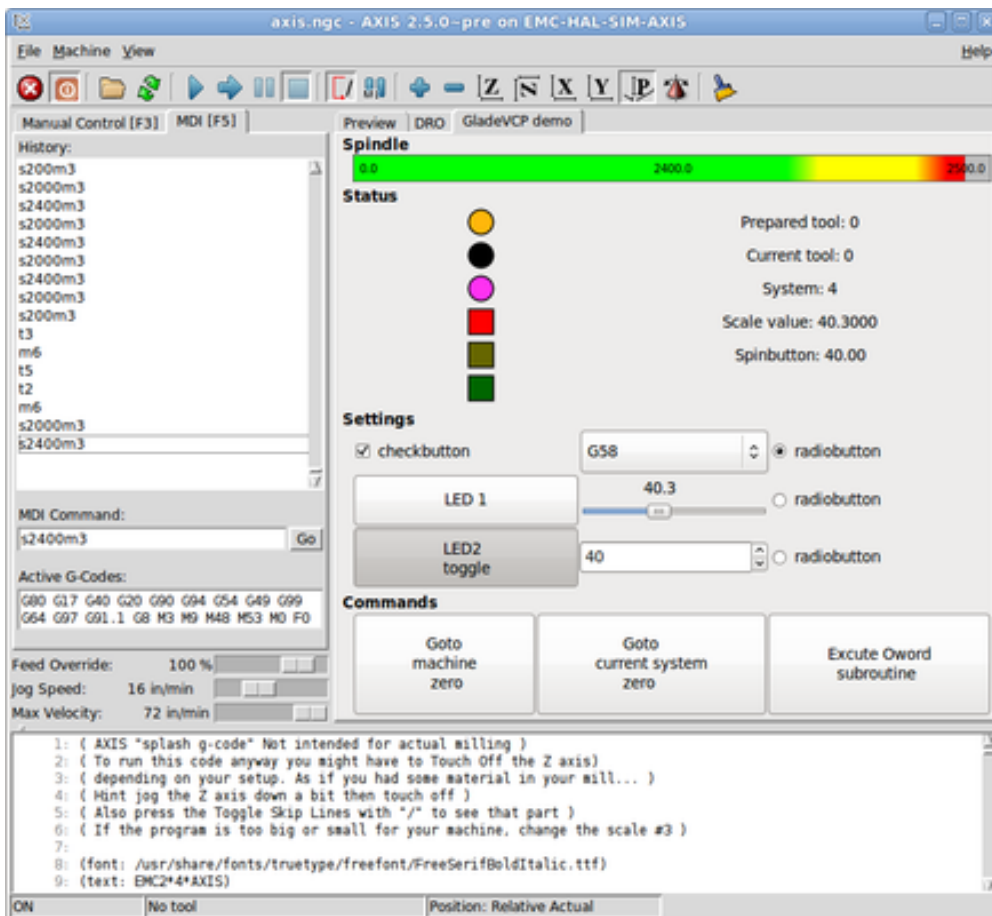 axis.ngc - AXIS 2.5.0~pre on EMC-HAL-SIM-AXIS
File Machine View Help
Z N X Y P
Manual Control [F3] MDI [F5]
History:
s200m3
s2000m3
s2400m3
s2000m3
s2400m3
s2000m3
s2400m3
s2000m3
s200m3
t3
m6
t5
t2
m6
s2000m3
s2400m3
MDI Command:
s2400m3 Go
Active G-Codes:
G80 G17 G40 G20 G90 G94 G54 G49 G99
G64 G97 G91.1 G8 M3 M9 M48 M53 M0 F0
Feed Override: 100 %
Jog Speed: 16 in/min
Max Velocity: 72 in/min
Preview DRO GladeVCP demo
Spindle
0.0 2400.0 2500.0
Status
Prepared tool: 0
Current tool: 0
System: 4
Scale value: 40.3000
Spinbutton: 40.00
Settings
checkbutton G58 radiobutton
LED 1 40.3 radiobutton
LED2
toggle
40 radiobutton
Commands
Goto
machine
zero
Goto
current system
zero
Excute Oword
subroutine
1: ( AXIS "splash g-code" Not intended for actual milling )
2: ( To run this code anyway you might have to Touch Off the Z axis)
3: ( depending on your setup. As if you had some material in your mill... )
4: ( Hint jog the Z axis down a bit then touch off )
5: ( Also press the Toggle Skip Lines with "/" to see that part )
6: ( If the program is too big or small for your machine, change the scale #3 )
7:
8: (font: /usr/share/fonts/truetype/freefont/FreeSerifBoldItalic.ttf)
9: (text: EMC2*4*AXIS)
ON No tool Position: Relative Actual